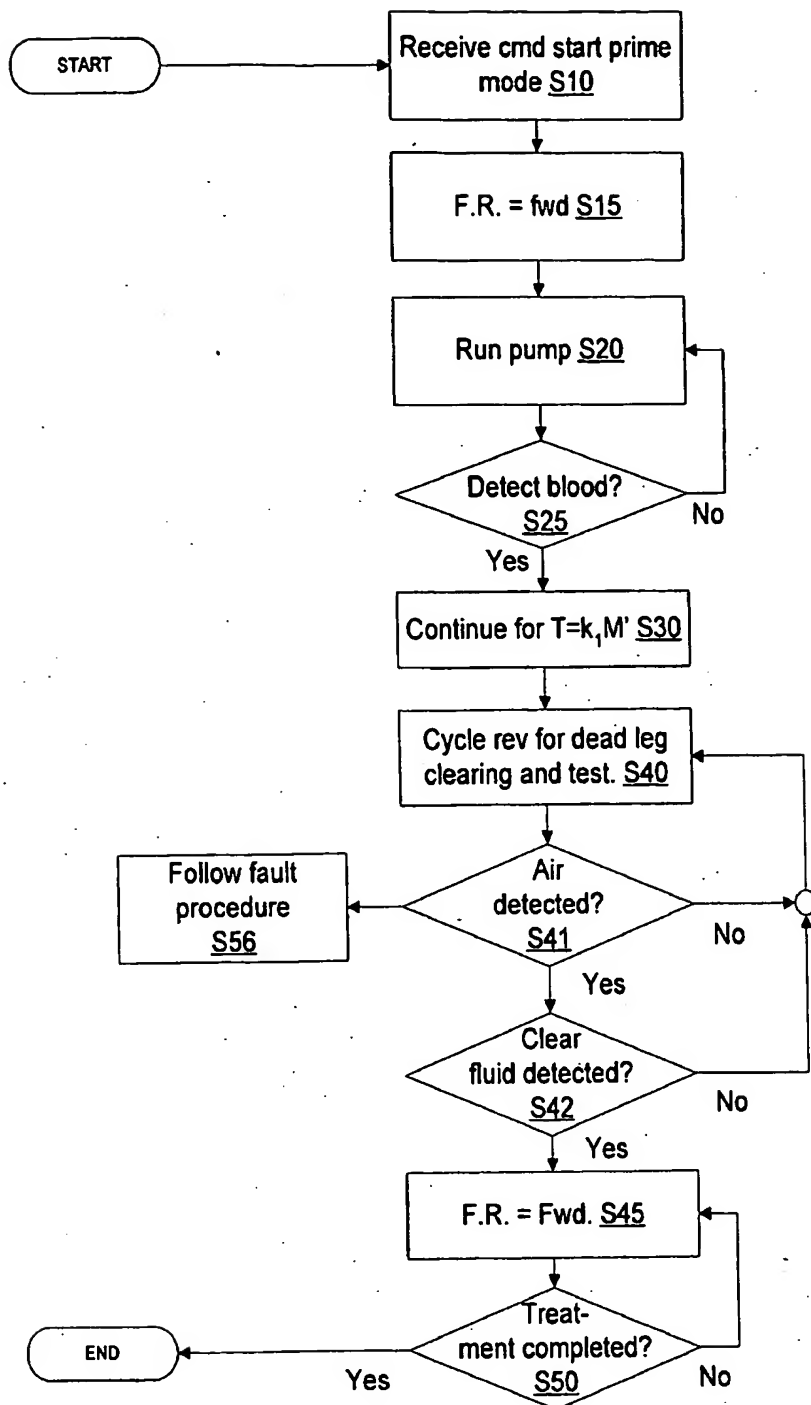 START
Receive cmd start prime
mode S10
F.R. = fwd S15
Run pump S20
Detect blood?
S25
No
Yes
Continue for T=k₁M' S30
Cycle rev for dead leg
clearing and test. S40
Follow fault
procedure
S56
Air
detected?
S41
No
Yes
Clear
fluid detected?
S42
No
Yes
F.R. = Fwd. S45
Treat-
ment completed?
S50
END
Yes
No